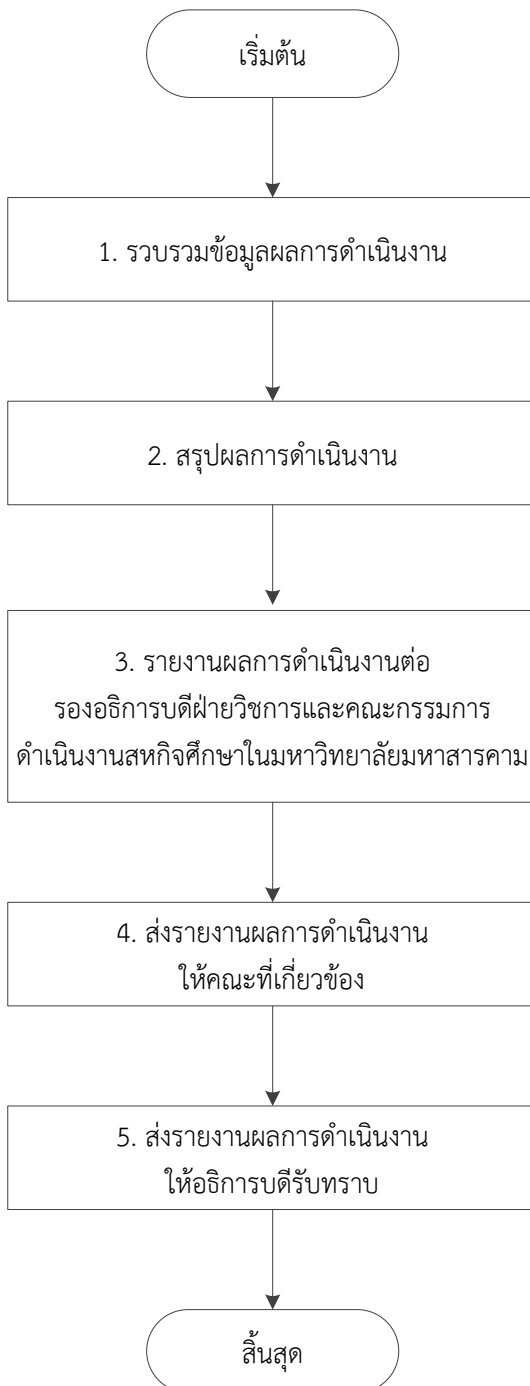 เริ่มต้น
1. รวบรวมข้อมูลผลการดำเนินงาน
2. สรุปผลการดำเนินงาน
3. รายงานผลการดำเนินงานต่อ
รองอธิการบดีฝ่ายวิชาการและคณะกรรมการ
ดำเนินงานสหกิจศึกษาในมหาวิทยาลัยมหาสารคาม
4. ส่งรายงานผลการดำเนินงาน
ให้คณะที่เกี่ยวข้อง
5. ส่งรายงานผลการดำเนินงาน
ให้อธิการบดีรับทราบ
สิ้นสุด